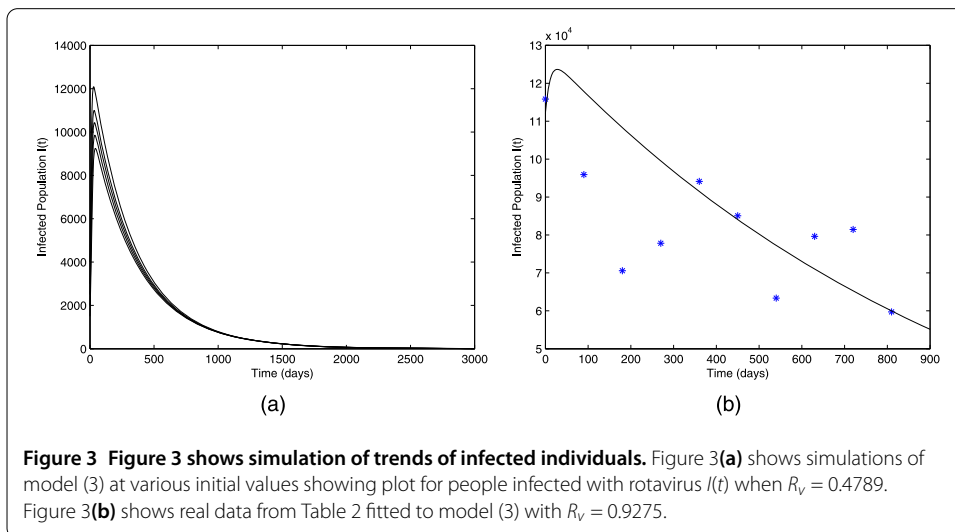 14000
12000
10000
8000
6000
4000
2000
0
0 500 1000 1500 2000 2500 3000
Infected Population I(t)
Time (days)
(a)
x 10⁴
13
12
11
10
9
8
7
6
5
0 100 200 300 400 500 600 700 800 900
Infected Population I(t)
Time (days)
(b)
Figure 3 Figure 3 shows simulation of trends of infected individuals. Figure 3(a) shows simulations of
model (3) at various initial values showing plot for people infected with rotavirus I(t) when Rᵥ = 0.4789.
Figure 3(b) shows real data from Table 2 fitted to model (3) with Rᵥ = 0.9275.